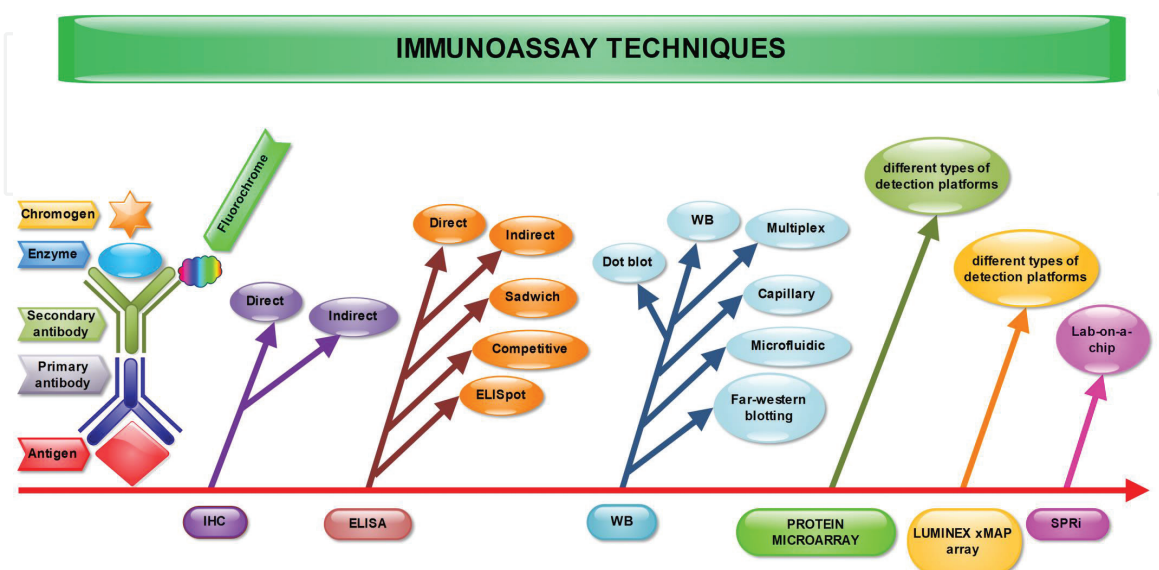 IMMUNOASSAY TECHNIQUES
Chromogen
Enzyme
Secondary
antibody
Primary
antibody
Antigen
Fluorochrome
Direct
Indirect
Direct
Indirect
Sadwich
Competitive
ELISpot
Dot blot
WB
Multiplex
Capillary
Microfluidic
Far-western
blotting
different types of
detection platforms
different types of
detection platforms
Lab-on-a-
chip
IHC
ELISA
WB
PROTEIN
MICROARRAY
LUMINEX xMAP
array
SPRi